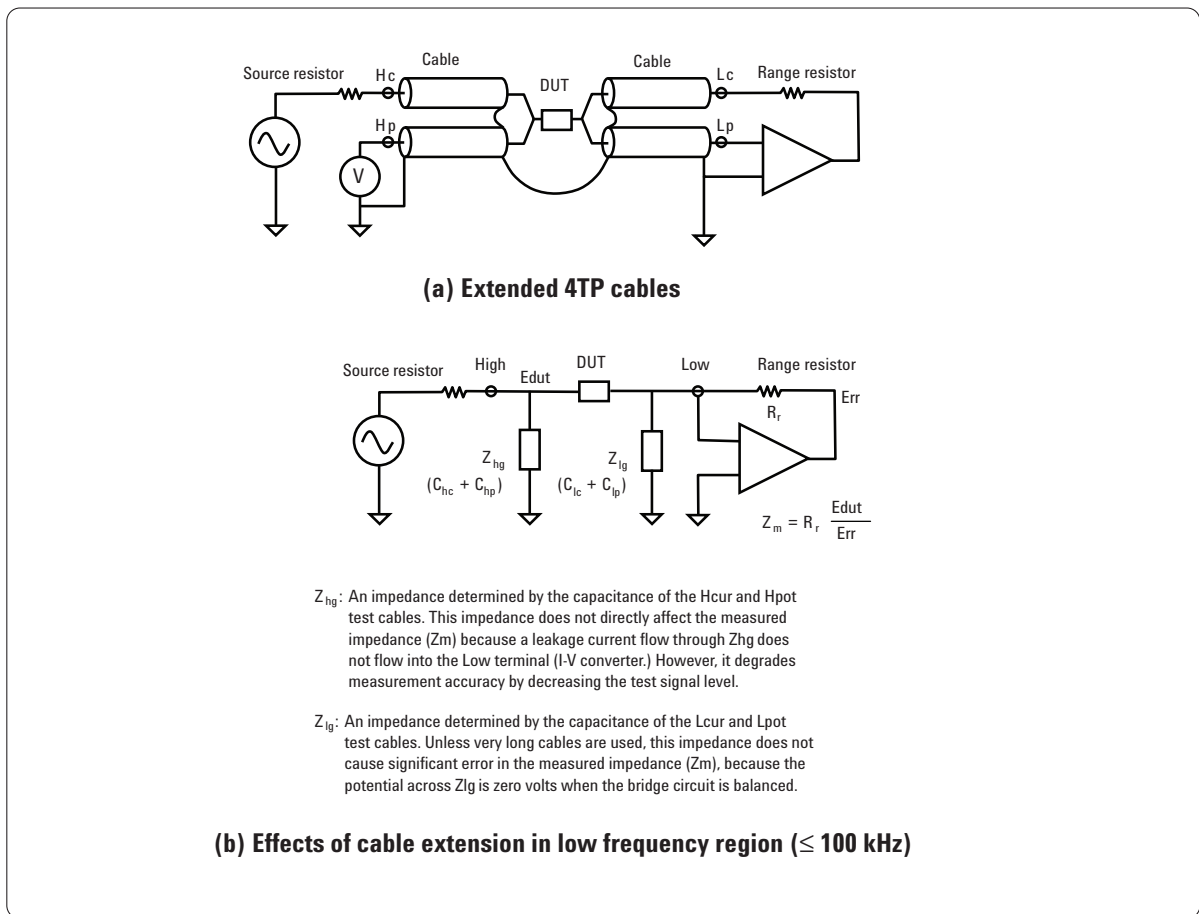 Cable
Cable
Source resistor
Hc
DUT
Lc
Range resistor
Hp
Lp
V
(a) Extended 4TP cables
Source resistor
High
Edut
DUT
Low
Range resistor
Rr
Err
Zhg
(Chc + Chp)
Zlg
(Clc + Clp)
Zm = Rr Edut
Err
Zhg: An impedance determined by the capacitance of the Hcur and Hpot
test cables. This impedance does not directly affect the measured
impedance (Zm) because a leakage current flow through Zhg does
not flow into the Low terminal (I-V converter.) However, it degrades
measurement accuracy by decreasing the test signal level.
Zlg: An impedance determined by the capacitance of the Lcur and Lpot
test cables. Unless very long cables are used, this impedance does not
cause significant error in the measured impedance (Zm), because the
potential across Zlg is zero volts when the bridge circuit is balanced.
(b) Effects of cable extension in low frequency region (≤ 100 kHz)